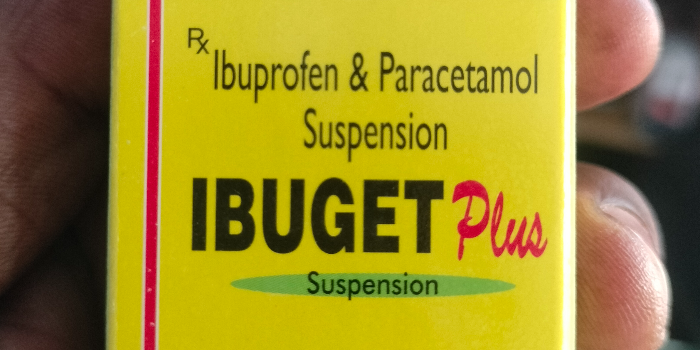 Rx
Ibuprofen & Paracetamol
Suspension
IBUGET Plus
Suspension